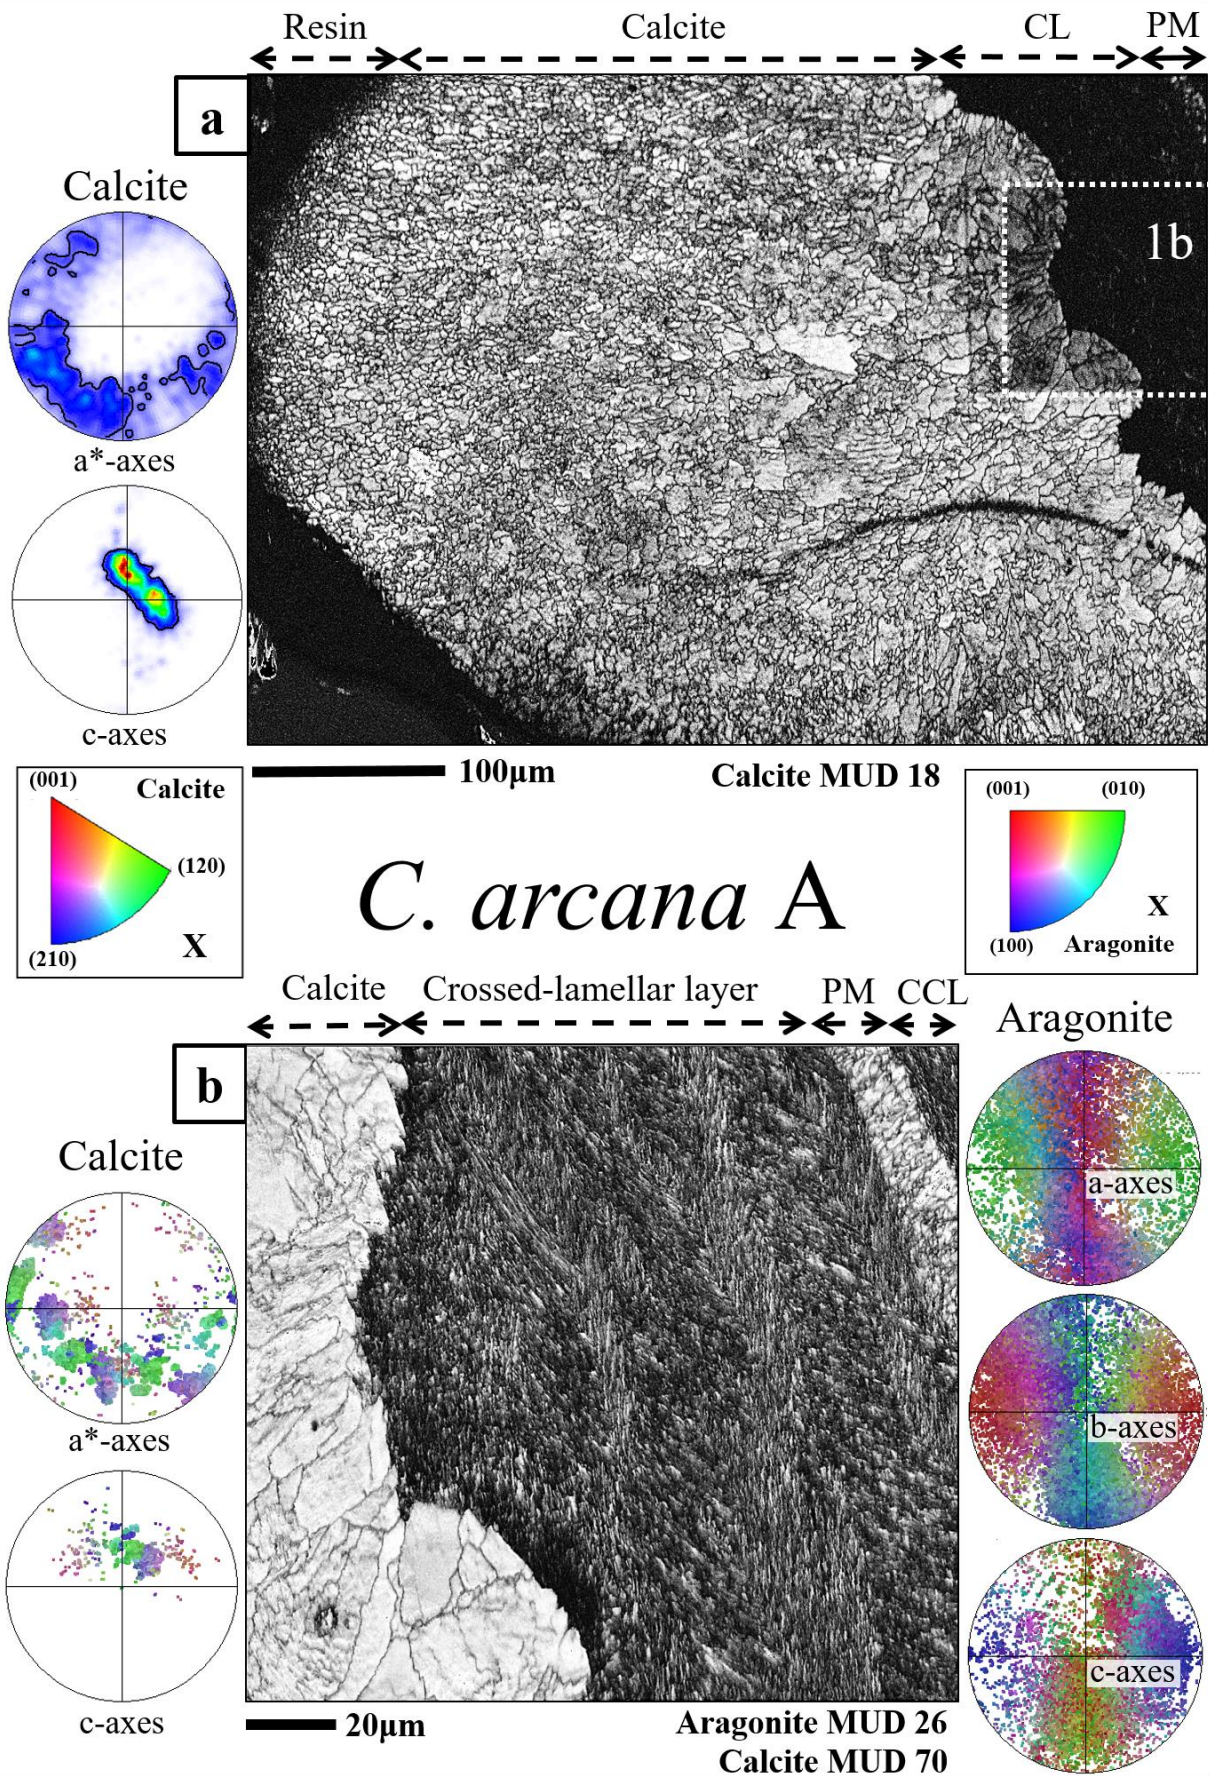 Resin Calcite CL PM
a
Calcite
1b
a*-axes
c-axes
100μm Calcite MUD 18
(001) Calcite
(120)
X
(210)
(001) (010)
X
(100) Aragonite
C. arcana A
Calcite Crossed-lamellar layer PM CCL
b
Aragonite
Calcite
a-axes
a*-axes
b-axes
c-axes
c-axes
20μm Aragonite MUD 26
Calcite MUD 70